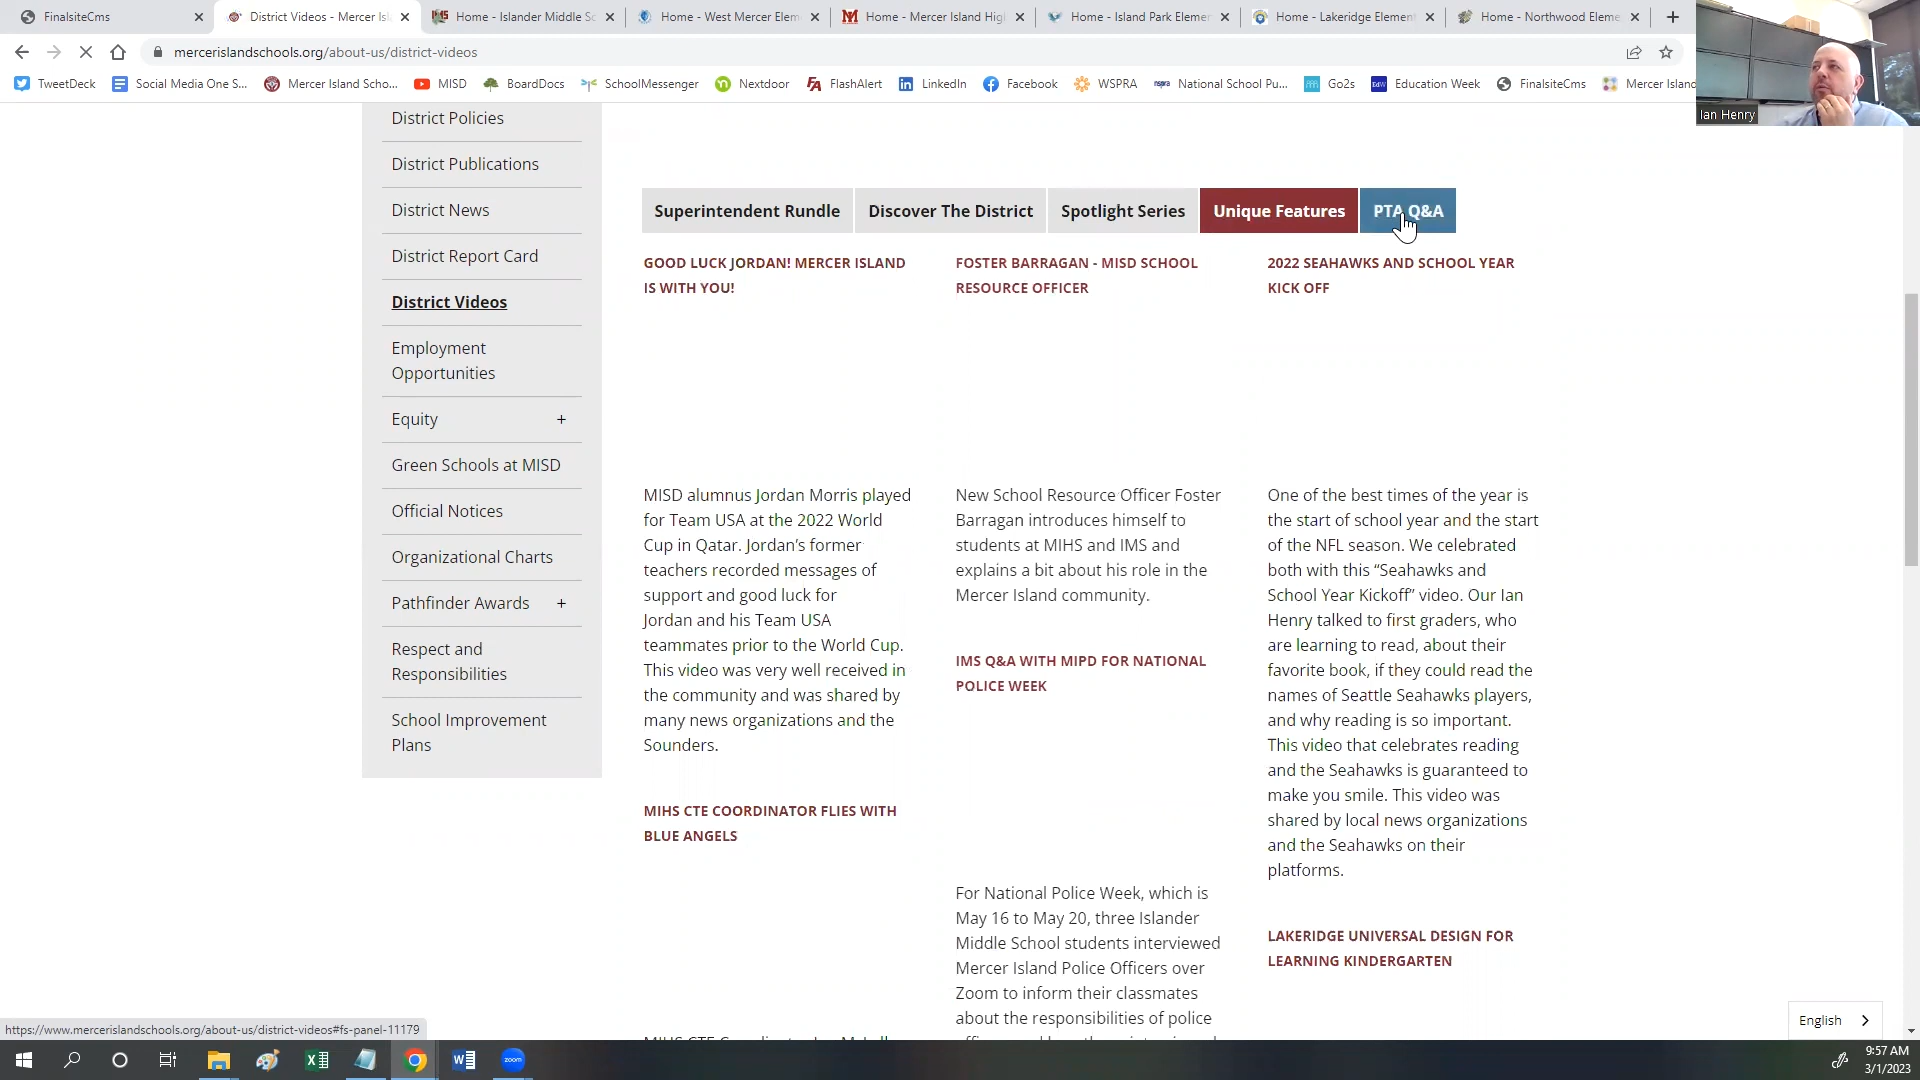 FinalsiteCms
District Videos - Mercer Isl
Home - Islander Middle Sc
Home - West Mercer Elem
Home - Mercer Island Hig
Home - Island Park Elemen
Home - Lakeridge Element
Home - Northwood Eleme
mercerislandschools.org/about-us/district-videos
TweetDeck
Social Media One S...
Mercer Island Scho...
MISD
BoardDocs
SchoolMessenger
Nextdoor
FlashAlert
LinkedIn
Facebook
WSPRA
National School Pu...
Go2s
Education Week
FinalsiteCms
Mercer Island
Ian Henry
District Policies
District Publications
District News
District Report Card
District Videos
Employment
Opportunities
Equity +
Green Schools at MISD
Official Notices
Organizational Charts
Pathfinder Awards +
Respect and
Responsibilities
School Improvement
Plans
Superintendent Rundle
Discover The District
Spotlight Series
Unique Features
PTA Q&A
GOOD LUCK JORDAN! MERCER ISLAND
IS WITH YOU!
MISD alumnus Jordan Morris played
for Team USA at the 2022 World
Cup in Qatar. Jordan's former
teachers recorded messages of
support and good luck for
Jordan and his Team USA
teammates prior to the World Cup.
This video was very well received in
the community and was shared by
many news organizations and the
Sounders.
MIHS CTE COORDINATOR FLIES WITH
BLUE ANGELS
FOSTER BARRAGAN - MISD SCHOOL
RESOURCE OFFICER
New School Resource Officer Foster
Barragan introduces himself to
students at MIHS and IMS and
explains a bit about his role in the
Mercer Island community.
IMS Q&A WITH MIPD FOR NATIONAL
POLICE WEEK
For National Police Week, which is
May 16 to May 20, three Islander
Middle School students interviewed
Mercer Island Police Officers over
Zoom to inform their classmates
about the responsibilities of police
2022 SEAHAWKS AND SCHOOL YEAR
KICK OFF
One of the best times of the year is
the start of school year and the start
of the NFL season. We celebrated
both with this “Seahawks and
School Year Kickoff” video. Our Ian
Henry talked to first graders, who
are learning to read, about their
favorite book, if they could read the
names of Seattle Seahawks players,
and why reading is so important.
This video that celebrates reading
and the Seahawks is guaranteed to
make you smile. This video was
shared by local news organizations
and the Seahawks on their
platforms.
LAKERIDGE UNIVERSAL DESIGN FOR
LEARNING KINDERGARTEN
English
https://www.mercerislandschools.org/about-us/district-videos#fs-panel-11179
zoom
9:57 AM
3/1/2023